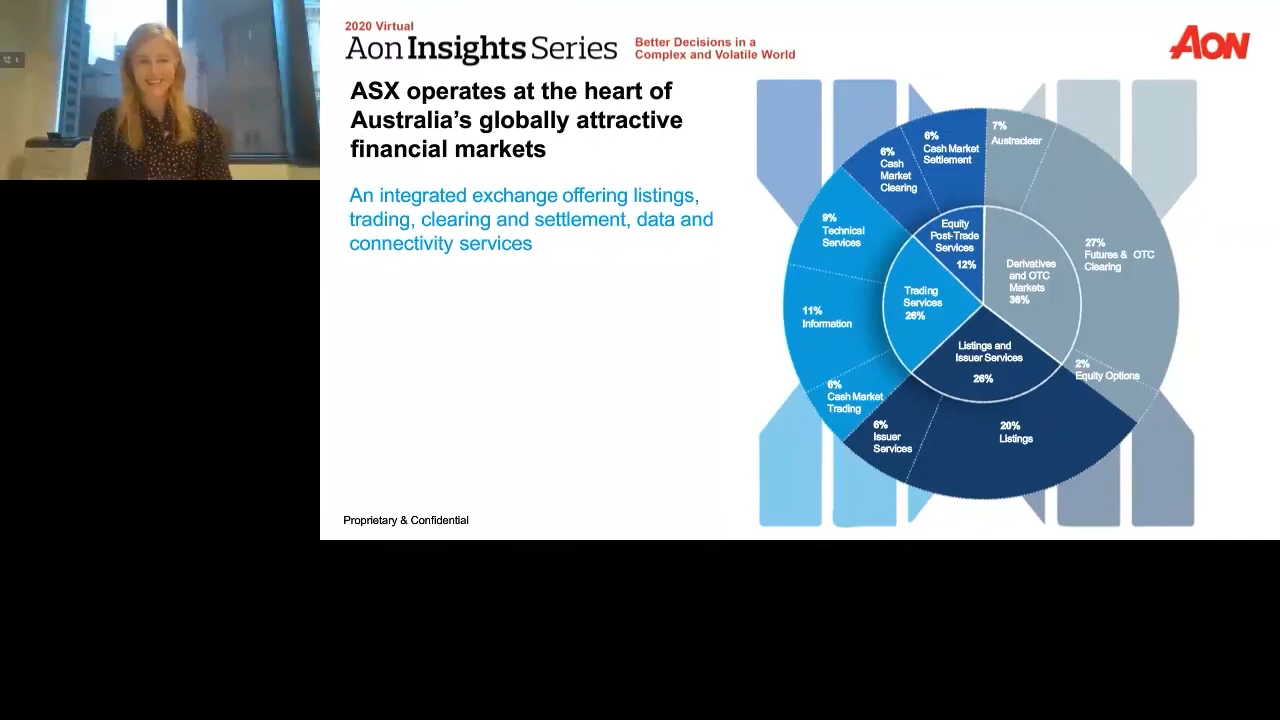 2020 Virtual
Aon Insights Series
Better Decisions in a
Complex and Volatile World
AON
ASX operates at the heart of
Australia's globally attractive
financial markets
An integrated exchange offering listings,
trading, clearing and settlement, data and
connectivity services
6%
Cash Market
Settlement
7%
Austraclear
6%
Cash
Market
Clearing
9%
Technical
Services
Equity
Post-Trade
Services
12%
Derivatives
and OTC
Markets
36%
27%
Futures & OTC
Clearing
Trading
Services
26%
11%
Information
Listings and
Issuer Services
26%
2%
Equity Options
6%
Cash Market
Trading
6%
Issuer
Services
20%
Listings
Proprietary & Confidential